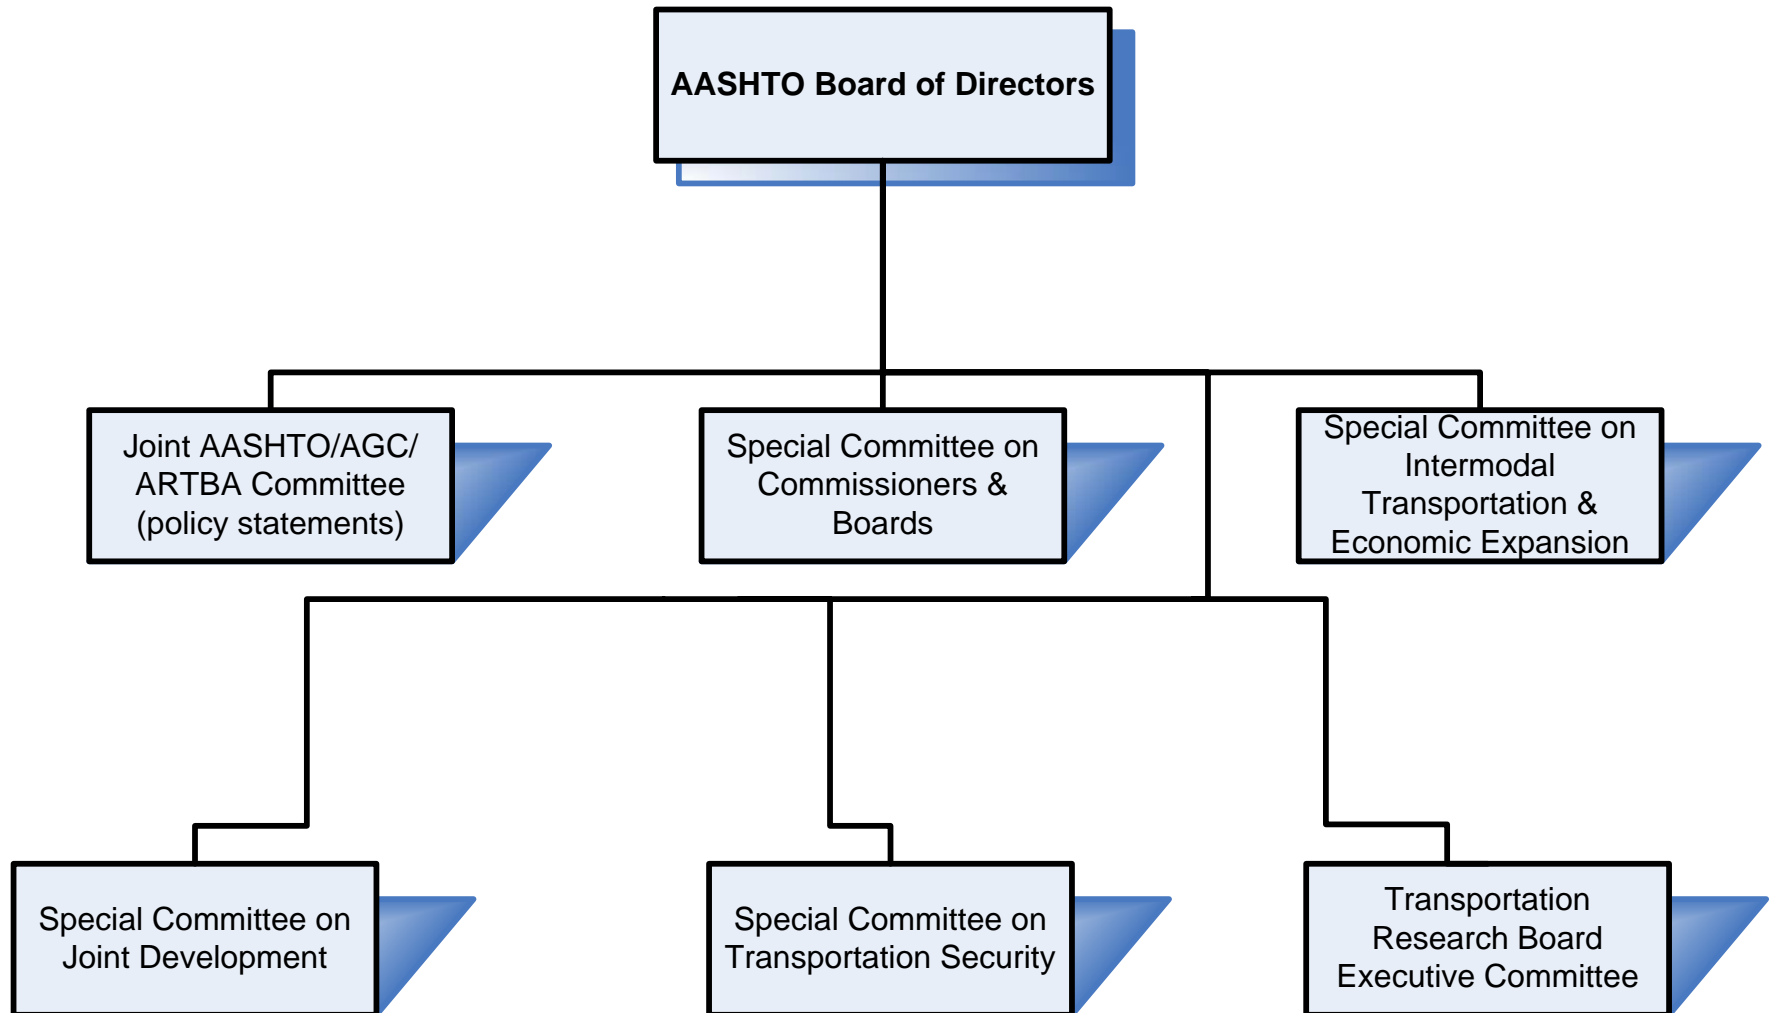 AASHTO Board of Directors
Joint AASHTO/AGC/
ARTBA Committee
(policy statements)
Special Committee on
Commissioners &
Boards
Special Committee on
Intermodal
Transportation &
Economic Expansion
Special Committee on
Joint Development
Special Committee on
Transportation Security
Transportation
Research Board
Executive Committee